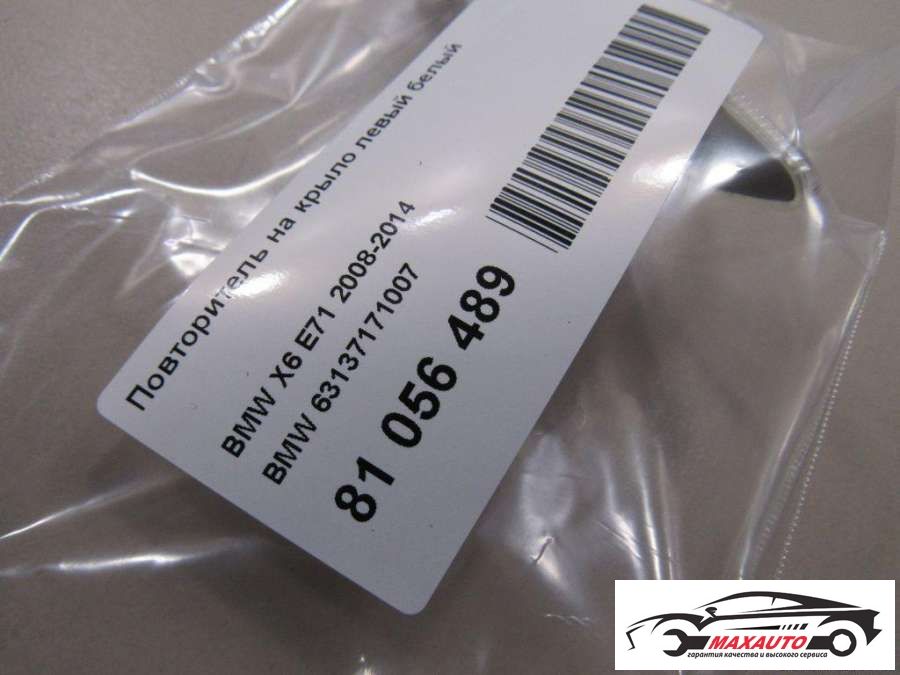 Повторитель на крыло левый белый
BMW X6 E71 2008-2014
BMW 63137171007
81 056 489
MAXAUTO
гарантия качества и высокого сервиса